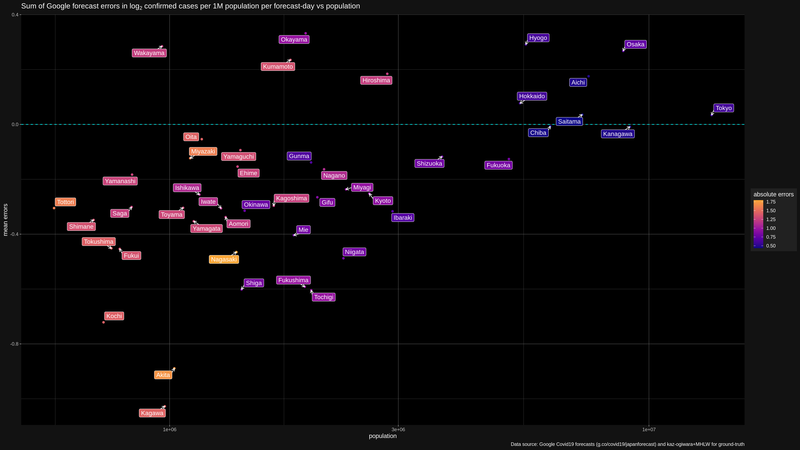 Sum of Google forecast errors in log2 confirmed cases per 1M population per forecast-day vs population
0.4
Okayama
Hyogo
Osaka
Wakayama
Kumamoto
Hiroshima
Aichi
Hokkaido
Tokyo
Saitama
0.0
Chiba
Kanagawa
Oita
Miyazaki
Yamaguchi
Gunma
Shizuoka
Fukuoka
Ehime
Nagano
Yamanashi
Ishikawa
Miyagi
Tottori
Iwate
Okinawa
Kagoshima
Gifu
Kyoto
Saga
Toyama
Ibaraki
Shimane
Yamagata
Aomori
Mie
-0.4
Tokushima
Fukui
Nagasaki
Niigata
Shiga
Fukushima
Tochigi
Kochi
-0.8
Akita
Kagawa
mean errors
1e+06
3e+06
1e+07
population
absolute errors
1.75
1.50
1.25
1.00
0.75
0.50
Data source: Google Covid19 forecasts (g.co/covid19/japanforecast) and kaz-ogiwara+MHLW for ground-truth